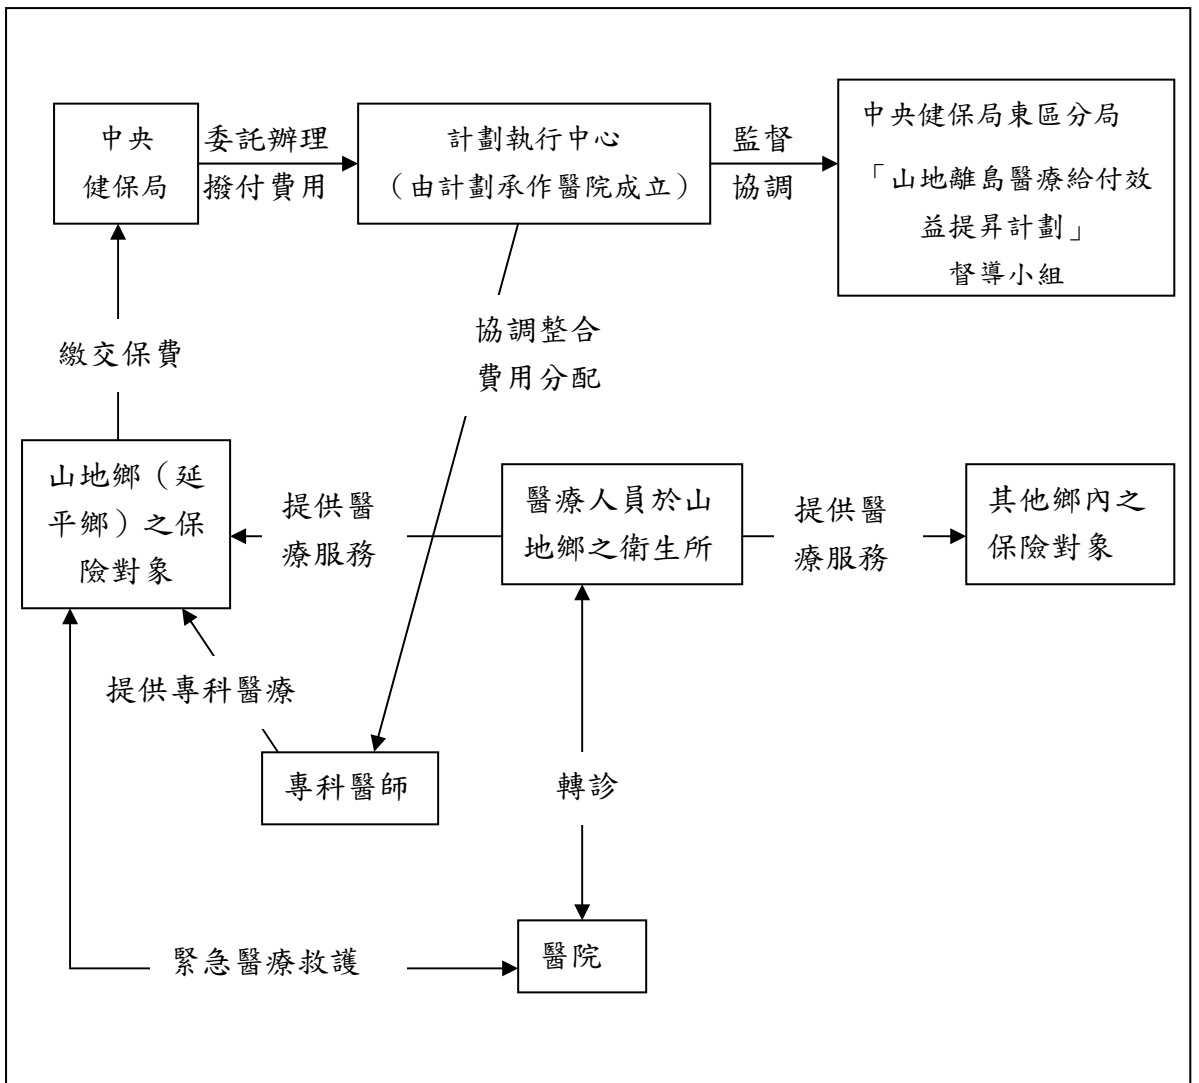 中央
健保局
委託辦理
撥付費用
計劃執行中心
（由計劃承作醫院成立）
監督
協調
中央健保局東區分局
「山地離島醫療給付效
益提昇計劃」
督導小組
繳交保費
協調整合
費用分配
山地鄉（延
平鄉）之保
險對象
提供醫
療服務
醫療人員於山
地鄉之衛生所
提供醫
療服務
其他鄉內之
保險對象
提供專科醫療
專科醫師
轉診
緊急醫療救護
醫院